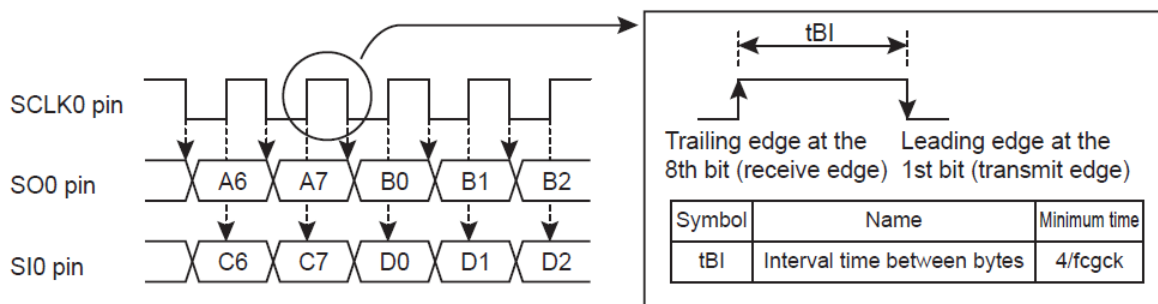 SCLK0 pin
SO0 pin
A6 A7 B0 B1 B2
SI0 pin
C6 C7 D0 D1 D2
tBI
Trailing edge at the
8th bit (receive edge)
Leading edge at the
1st bit (transmit edge)
Symbol Name Minimum time
tBI Interval time between bytes 4/fcgck